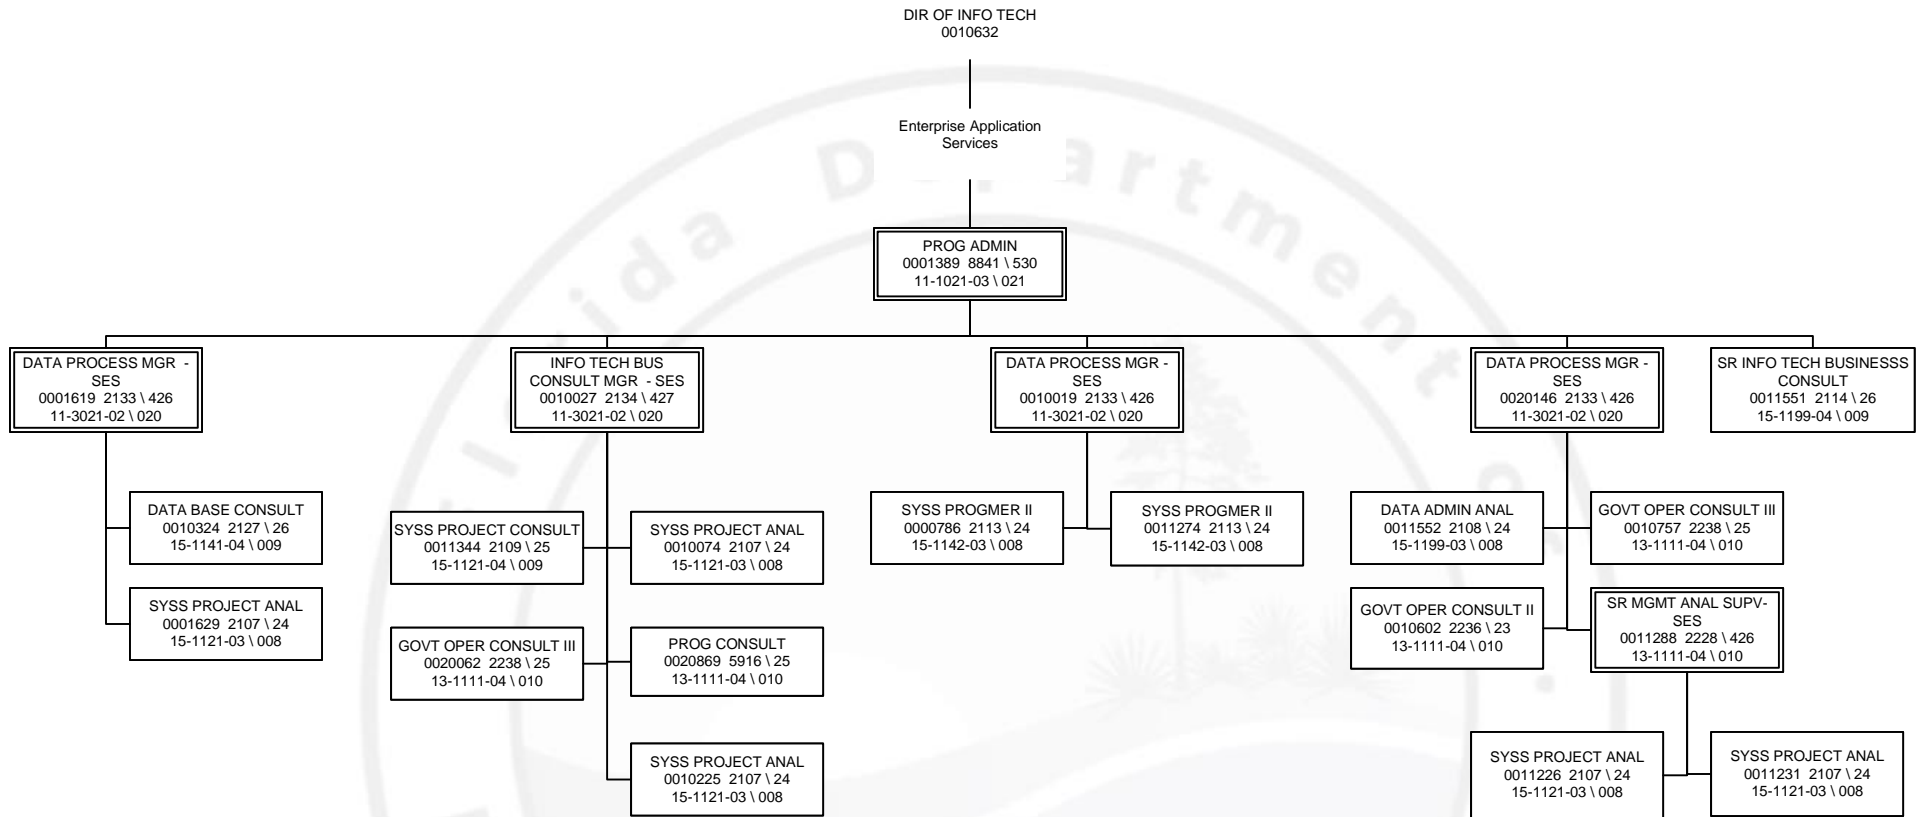 DIR OF INFO TECH
0010632
Enterprise Application
Services
PROG ADMIN
0001389 8841 \ 530
11-1021-03 \ 021
DATA PROCESS MGR -
SES
0001619 2133 \ 426
11-3021-02 \ 020
INFO TECH BUS
CONSULT MGR - SES
0010027 2134 \ 427
11-3021-02 \ 020
DATA PROCESS MGR -
SES
0010019 2133 \ 426
11-3021-02 \ 020
DATA PROCESS MGR -
SES
0020146 2133 \ 426
11-3021-02 \ 020
SR INFO TECH BUSINESSS
CONSULT
0011551 2114 \ 26
15-1199-04 \ 009
DATA BASE CONSULT
0010324 2127 \ 26
15-1141-04 \ 009
SYSS PROJECT ANAL
0001629 2107 \ 24
15-1121-03 \ 008
SYSS PROJECT CONSULT
0011344 2109 \ 25
15-1121-04 \ 009
SYSS PROJECT ANAL
0010074 2107 \ 24
15-1121-03 \ 008
GOVT OPER CONSULT III
0020062 2238 \ 25
13-1111-04 \ 010
PROG CONSULT
0020869 5916 \ 25
13-1111-04 \ 010
SYSS PROJECT ANAL
0010225 2107 \ 24
15-1121-03 \ 008
SYSS PROGMER II
0000786 2113 \ 24
15-1142-03 \ 008
SYSS PROGMER II
0011274 2113 \ 24
15-1142-03 \ 008
DATA ADMIN ANAL
0011552 2108 \ 24
15-1199-03 \ 008
GOVT OPER CONSULT III
0010757 2238 \ 25
13-1111-04 \ 010
GOVT OPER CONSULT II
0010602 2236 \ 23
13-1111-04 \ 010
SR MGMT ANAL SUPV-
SES
0011288 2228 \ 426
13-1111-04 \ 010
SYSS PROJECT ANAL
0011226 2107 \ 24
15-1121-03 \ 008
SYSS PROJECT ANAL
0011231 2107 \ 24
15-1121-03 \ 008